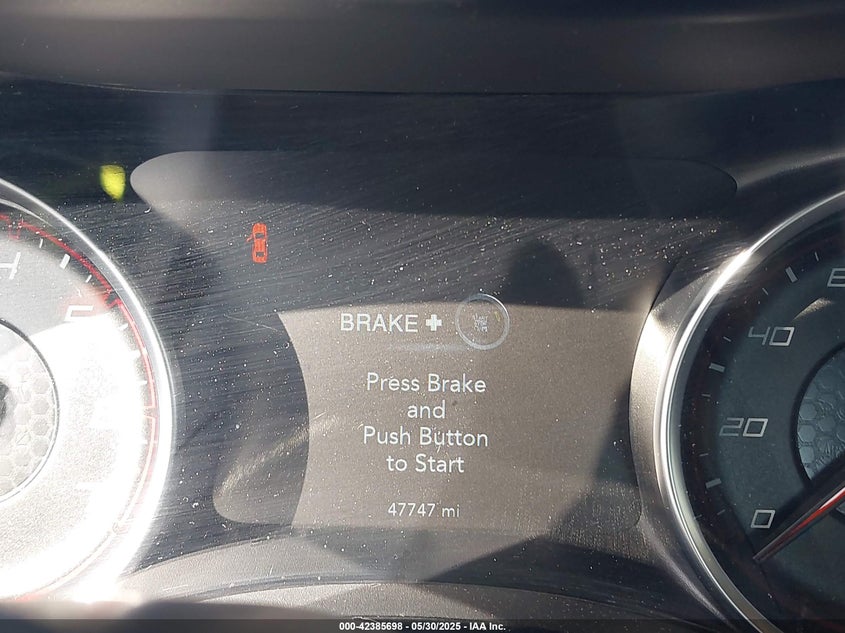 BRAKE +
Press Brake
and
Push Button
to Start
47747 mi
40
20
0
000-42385698 - 05/30/2025 - IAA Inc.